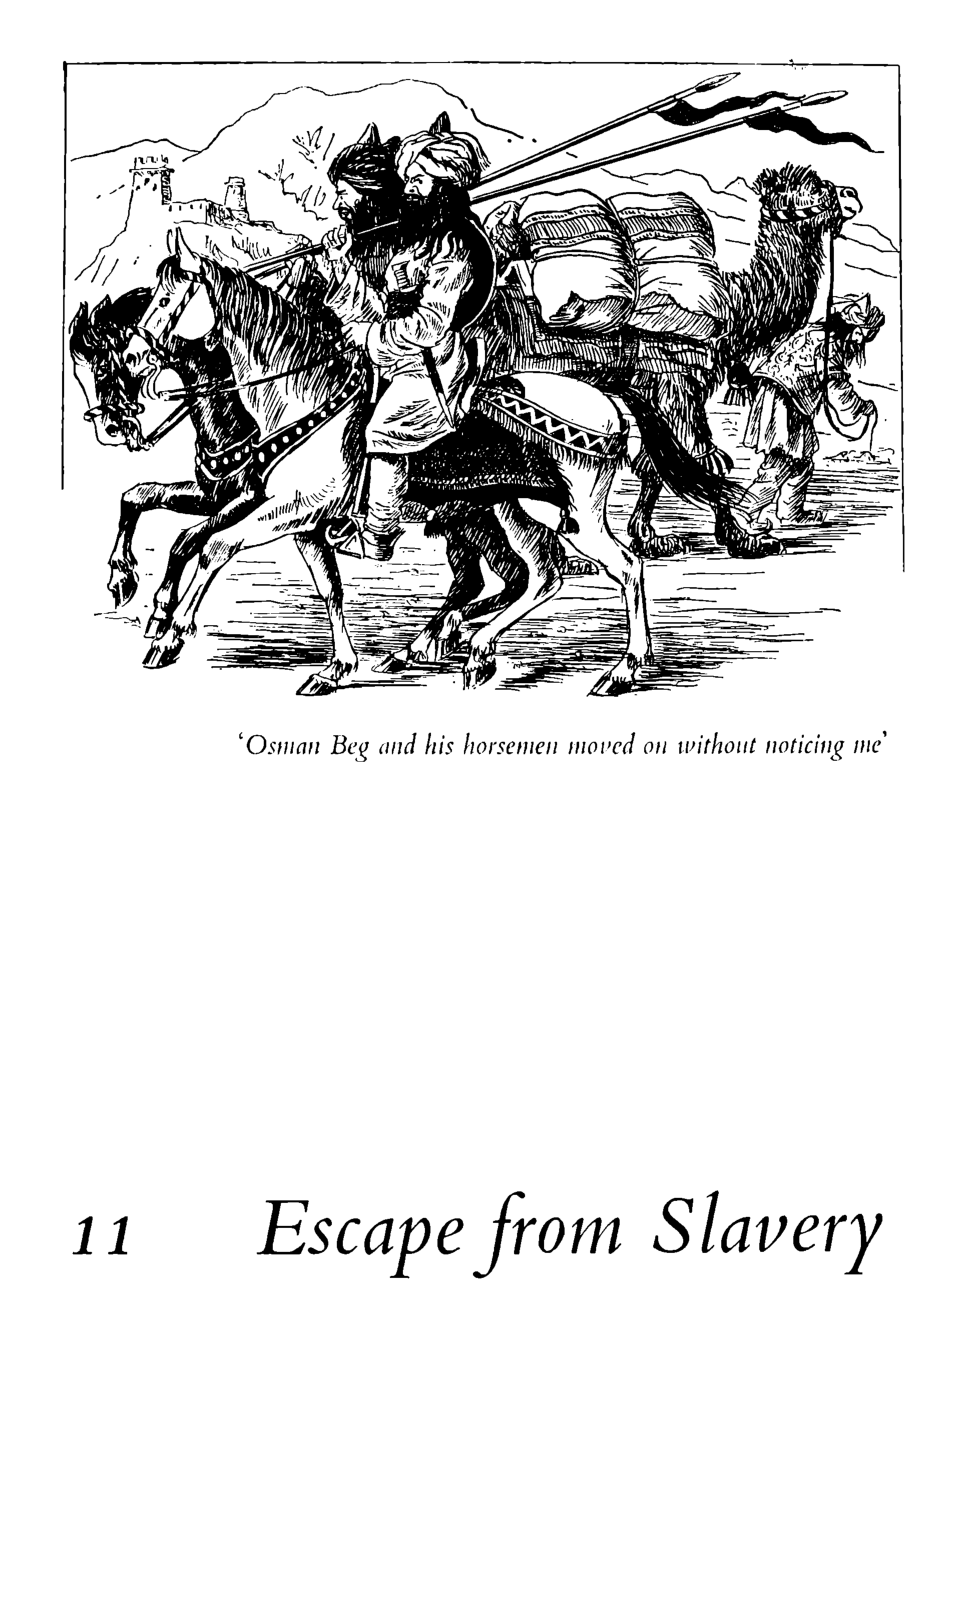 ‘Osman Beg and his horsemen moved on without noticing me’
11 Escape from Slavery